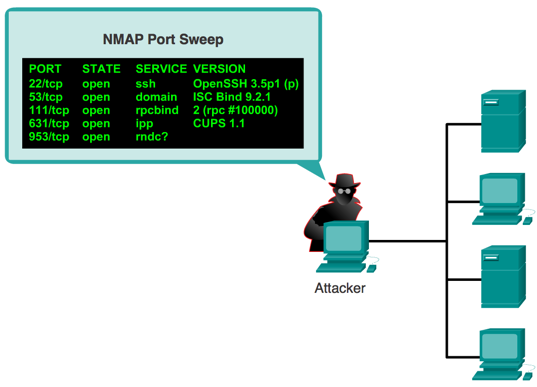 NMAP Port Sweep
PORT STATE SERVICE VERSION
22/tcp open ssh OpenSSH 3.5p1 (p)
53/tcp open domain ISC Bind 9.2.1
111/tcp open rpcbind 2 (rpc #100000)
631/tcp open ipp CUPS 1.1
953/tcp open rndc?
Attacker